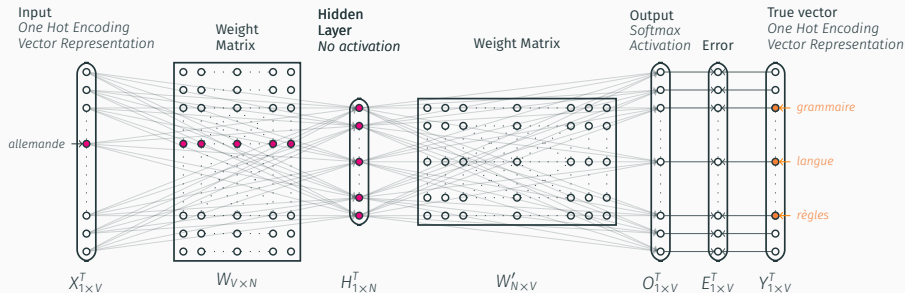 Input
One Hot Encoding
Vector Representation
Weight
Matrix
Hidden
Layer
No activation
Weight Matrix
Output
Softmax
Activation
Error
True vector
One Hot Encoding
Vector Representation
allemande
grammaire
langue
règles
X^T_{1×V}
W_{V×N}
H^T_{1×N}
W'_{N×V}
O^T_{1×V}
E^T_{1×V}
Y^T_{1×V}